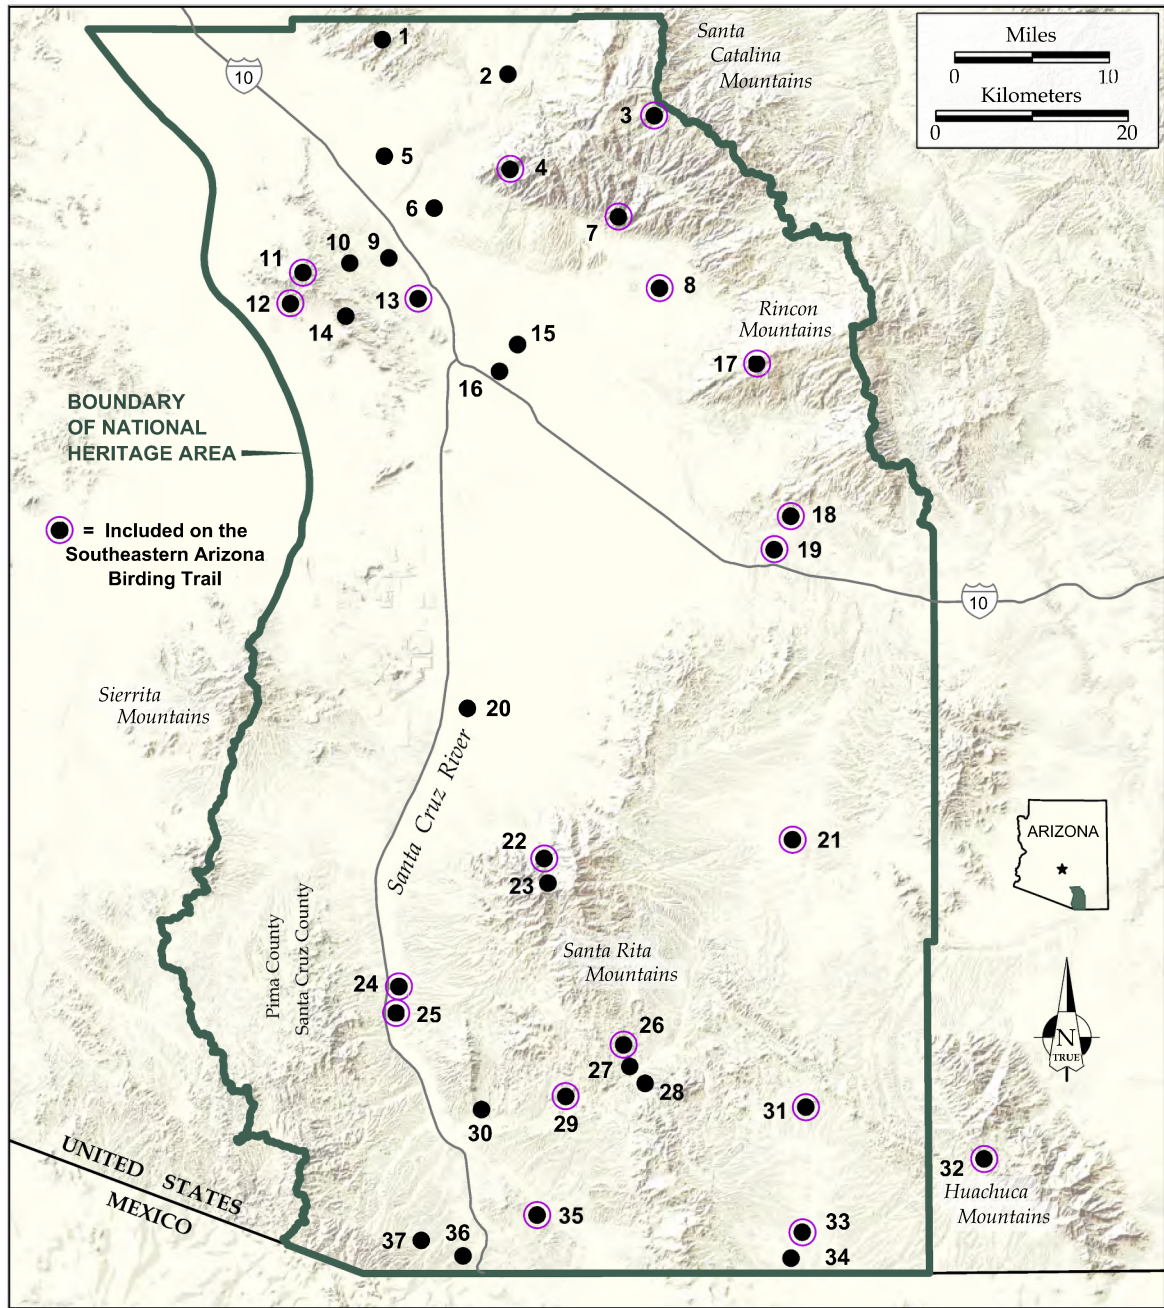 Santa
Catalina
Mountains
Miles
0 10
Kilometers
0 20
10
1
2
3
4
5
6
7
8
9
10
11
12
13
14
15
16
Rincon
Mountains
17
BOUNDARY
OF NATIONAL
HERITAGE AREA
= Included on the
Southeastern Arizona
Birding Trail
18
19
10
Sierrita
Mountains
20
Santa Cruz River
21
ARIZONA
22
23
Pima County
Santa Cruz County
Santa Rita
Mountains
24
25
26
27
28
29
30
31
N
TRUE
32
Huachuca
Mountains
UNITED STATES
MEXICO
33
34
35
36
37